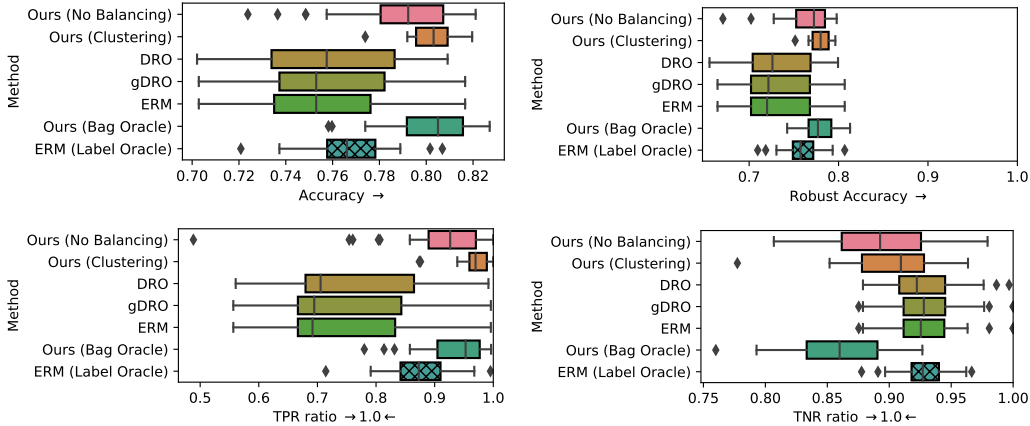 Ours (No Balancing)
Ours (Clustering)
DRO
gDRO
ERM
Ours (Bag Oracle)
ERM (Label Oracle)
Method
0.70 0.72 0.74 0.76 0.78 0.80 0.82
Accuracy →
Ours (No Balancing)
Ours (Clustering)
DRO
gDRO
ERM
Ours (Bag Oracle)
ERM (Label Oracle)
Method
0.7 0.8 0.9 1.0
Robust Accuracy →
Ours (No Balancing)
Ours (Clustering)
DRO
gDRO
ERM
Ours (Bag Oracle)
ERM (Label Oracle)
Method
0.5 0.6 0.7 0.8 0.9 1.0
TPR ratio →1.0←
Ours (No Balancing)
Ours (Clustering)
DRO
gDRO
ERM
Ours (Bag Oracle)
ERM (Label Oracle)
Method
0.75 0.80 0.85 0.90 0.95 1.00
TNR ratio →1.0←